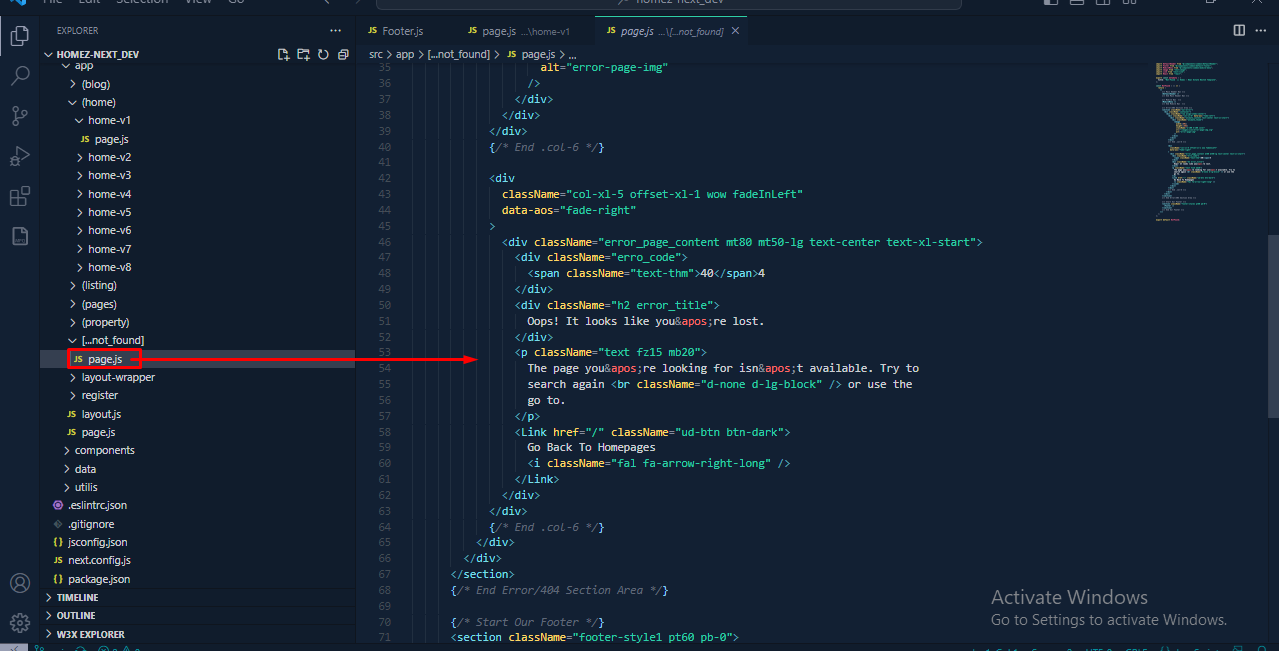 File Edit Selection View Go
homez-next_dev
EXPLORER
HOMEZ-NEXT_DEV
app
(blog)
(home)
home-v1
JS page.js
home-v2
home-v3
home-v4
home-v5
home-v6
home-v7
home-v8
(listing)
(pages)
(property)
[...not_found]
JS page.js
layout-wrapper
register
JS layout.js
JS page.js
components
data
utilis
.eslintrc.json
.gitignore
{} jsconfig.json
JS next.config.js
{} package.json
TIMELINE
OUTLINE
W3X EXPLORER
JS Footer.js
JS page.js ...\home-v1
JS page.js ...\[...not_found]
src > app > [...not_found] > JS page.js > ...
35 alt="error-page-img"
36 />
37 </div>
38 </div>
39 </div>
40 {/* End .col-6 */}
41
42 <div
43 className="col-xl-5 offset-xl-1 wow fadeInLeft"
44 data-aos="fade-right"
45 >
46 <div className="error_page_content mt80 mt50-lg text-center text-xl-start">
47 <div className="erro_code">
48 <span className="text-thm">40</span>4
49 </div>
50 <div className="h2 error_title">
51 Oops! It looks like you&apos;re lost.
52 </div>
53 <p className="text fz15 mb20">
54 The page you&apos;re looking for isn&apos;t available. Try to
55 search again <br className="d-none d-lg-block" /> or use the
56 go to.
57 </p>
58 <Link href="/" className="ud-btn btn-dark">
59 Go Back To Homepages
60 <i className="fal fa-arrow-right-long" />
61 </Link>
62 </div>
63 </div>
64 {/* End .col-6 */}
65 </div>
66 </div>
67 </section>
68 {/* End Error/404 Section Area */}
69
70 {/* Start Our Footer */}
71 <section className="footer-style1 pt60 pb-0">
Activate Windows
Go to Settings to activate Windows.